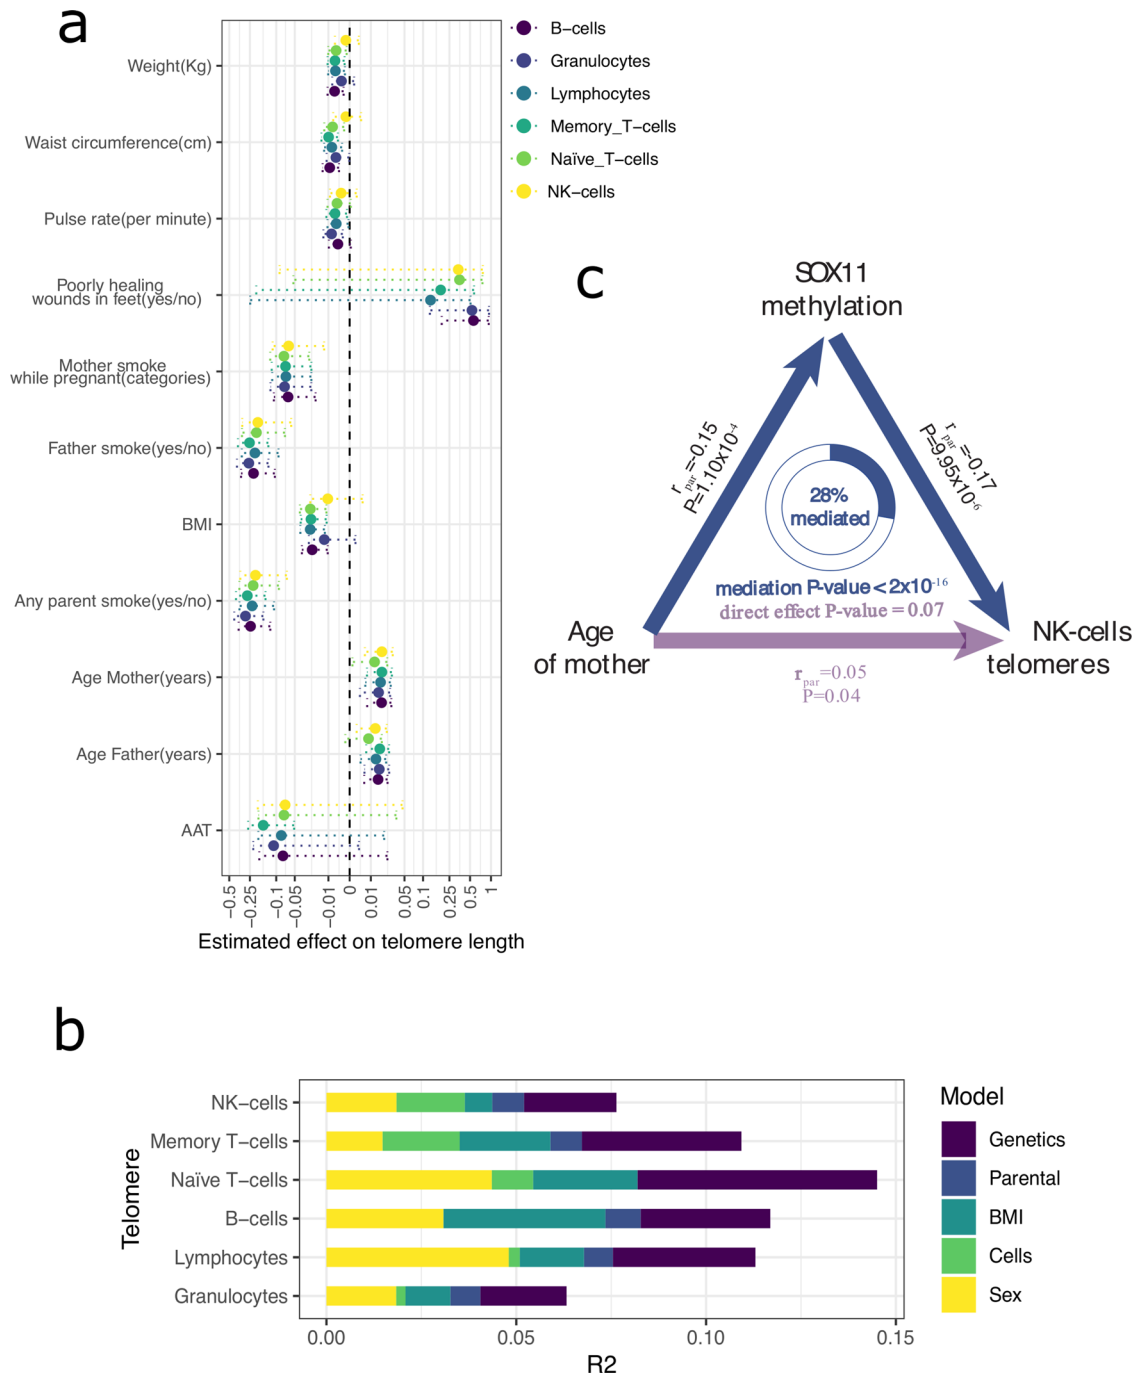 a
B−cells
Granulocytes
Lymphocytes
Memory_T−cells
Naïve_T−cells
NK−cells
Weight(Kg)
Waist circumference(cm)
Pulse rate(per minute)
Poorly healing
wounds in feet(yes/no)
Mother smoke
while pregnant(categories)
Father smoke(yes/no)
BMI
Any parent smoke(yes/no)
Age Mother(years)
Age Father(years)
AAT
−0.5
−0.25
−0.1
−0.05
−0.01
0
0.01
0.05
0.1
0.25
0.5
1
Estimated effect on telomere length
c
SOX11
methylation
r par =-0.15
P=1.10x10-4
r par =-0.17
P=9.95x10-6
28%
mediated
mediation P-value < 2x10-16
direct effect P-value = 0.07
Age
of mother
NK-cells
telomeres
rpar=0.05
P=0.04
b
Telomere
NK−cells
Memory T−cells
Naïve T−cells
B−cells
Lymphocytes
Granulocytes
0.00
0.05
0.10
0.15
R2
Model
Genetics
Parental
BMI
Cells
Sex